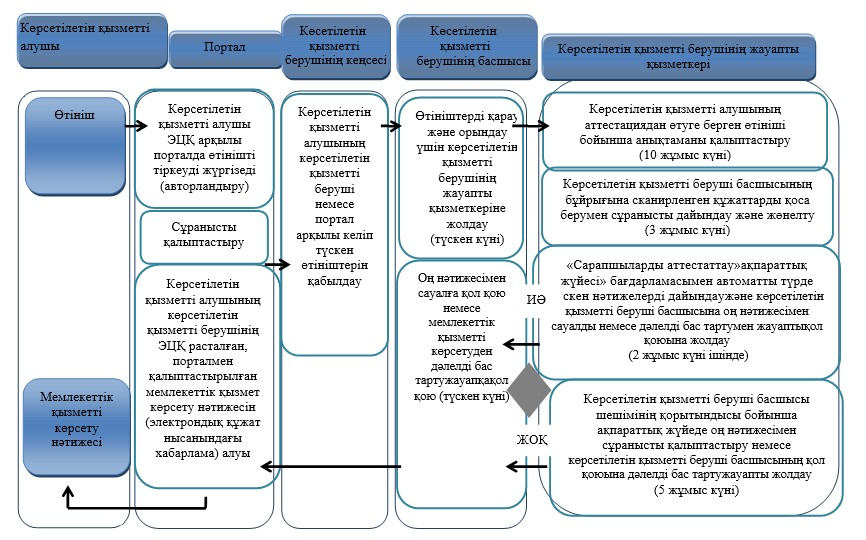 Көрсетілетін қызметті
алушы
Портал
Көсетілетін
қызметті
берушінің кеңсесі
Көсетілетін
қызметті
берушінің басшысы
Көрсетілетін қызметті берушінің жауапты
қызметкері
Өтініш
Көрсетілетін
қызметті алушы
ЭЦҚ арқылы
порталда өтінішті
тіркеуді жүргізеді
(авторландыру)
Сұранысты
қалыптастыру
Көрсетілетін
қызметті алушының
көрсетілетін
қызметті берушінің
ЭЦҚ расталған,
порталмен
қалыптастырылған
мемлекеттік қызмет
көрсету нәтижесін
(электрондық құжат
нысанындағы
хабарлама) алуы
Көрсетілетін
қызметті
алушының
көрсетілетін
қызметті
беруші
немесе
портал
арқылы келіп
түскен
өтініштерін
қабылдау
Өтініштерді қарау
және орындау
үшін көрсетілетін
қызметті
берушінің
жауапты
қызметкеріне
жолдау
(түскен күні)
Оң нәтижесімен
сауалға қол қою
немесе
мемлекеттік
қызметті
көрсетуден
дәлелді бас
тартужауапқақол
қою (түскен күні)
Көрсетілетін қызметті алушының
аттестациядан өтуге берген өтініші
бойынша анықтаманы қалыптастыру
(10 жұмыс күні)
Көрсетілетін қызметті беруші басшысының
бұйрығына сканирленген құжаттарды қоса
берумен сұранысты дайындау және жөнелту
(3 жұмыс күні)
«Сарапшыларды аттестаттау»ақпараттық
жүйесі» бағдарламасымен автоматты түрде
скен нәтижелерді дайындаужәне көрсетілетін
қызметті беруші басшысына оң нәтижесімен
сауалды немесе дәлелді бас тартумен жауаптықол
қоюына жолдау
(2 жұмыс күні ішінде)
ИӘ
ЖОҚ
Көрсетілетін қызметті беруші басшысы
шешімінің қорытындысы бойынша
ақпараттық жүйеде оң нәтижесімен
сұранысты қалыптастыру немесе
көрсетілетін қызметті беруші басшысының қол
қоюына дәлелді бас тартужауапты жолдау
(5 жұмыс күні)
Мемлекеттік
қызметті
көрсету
нәтижесі